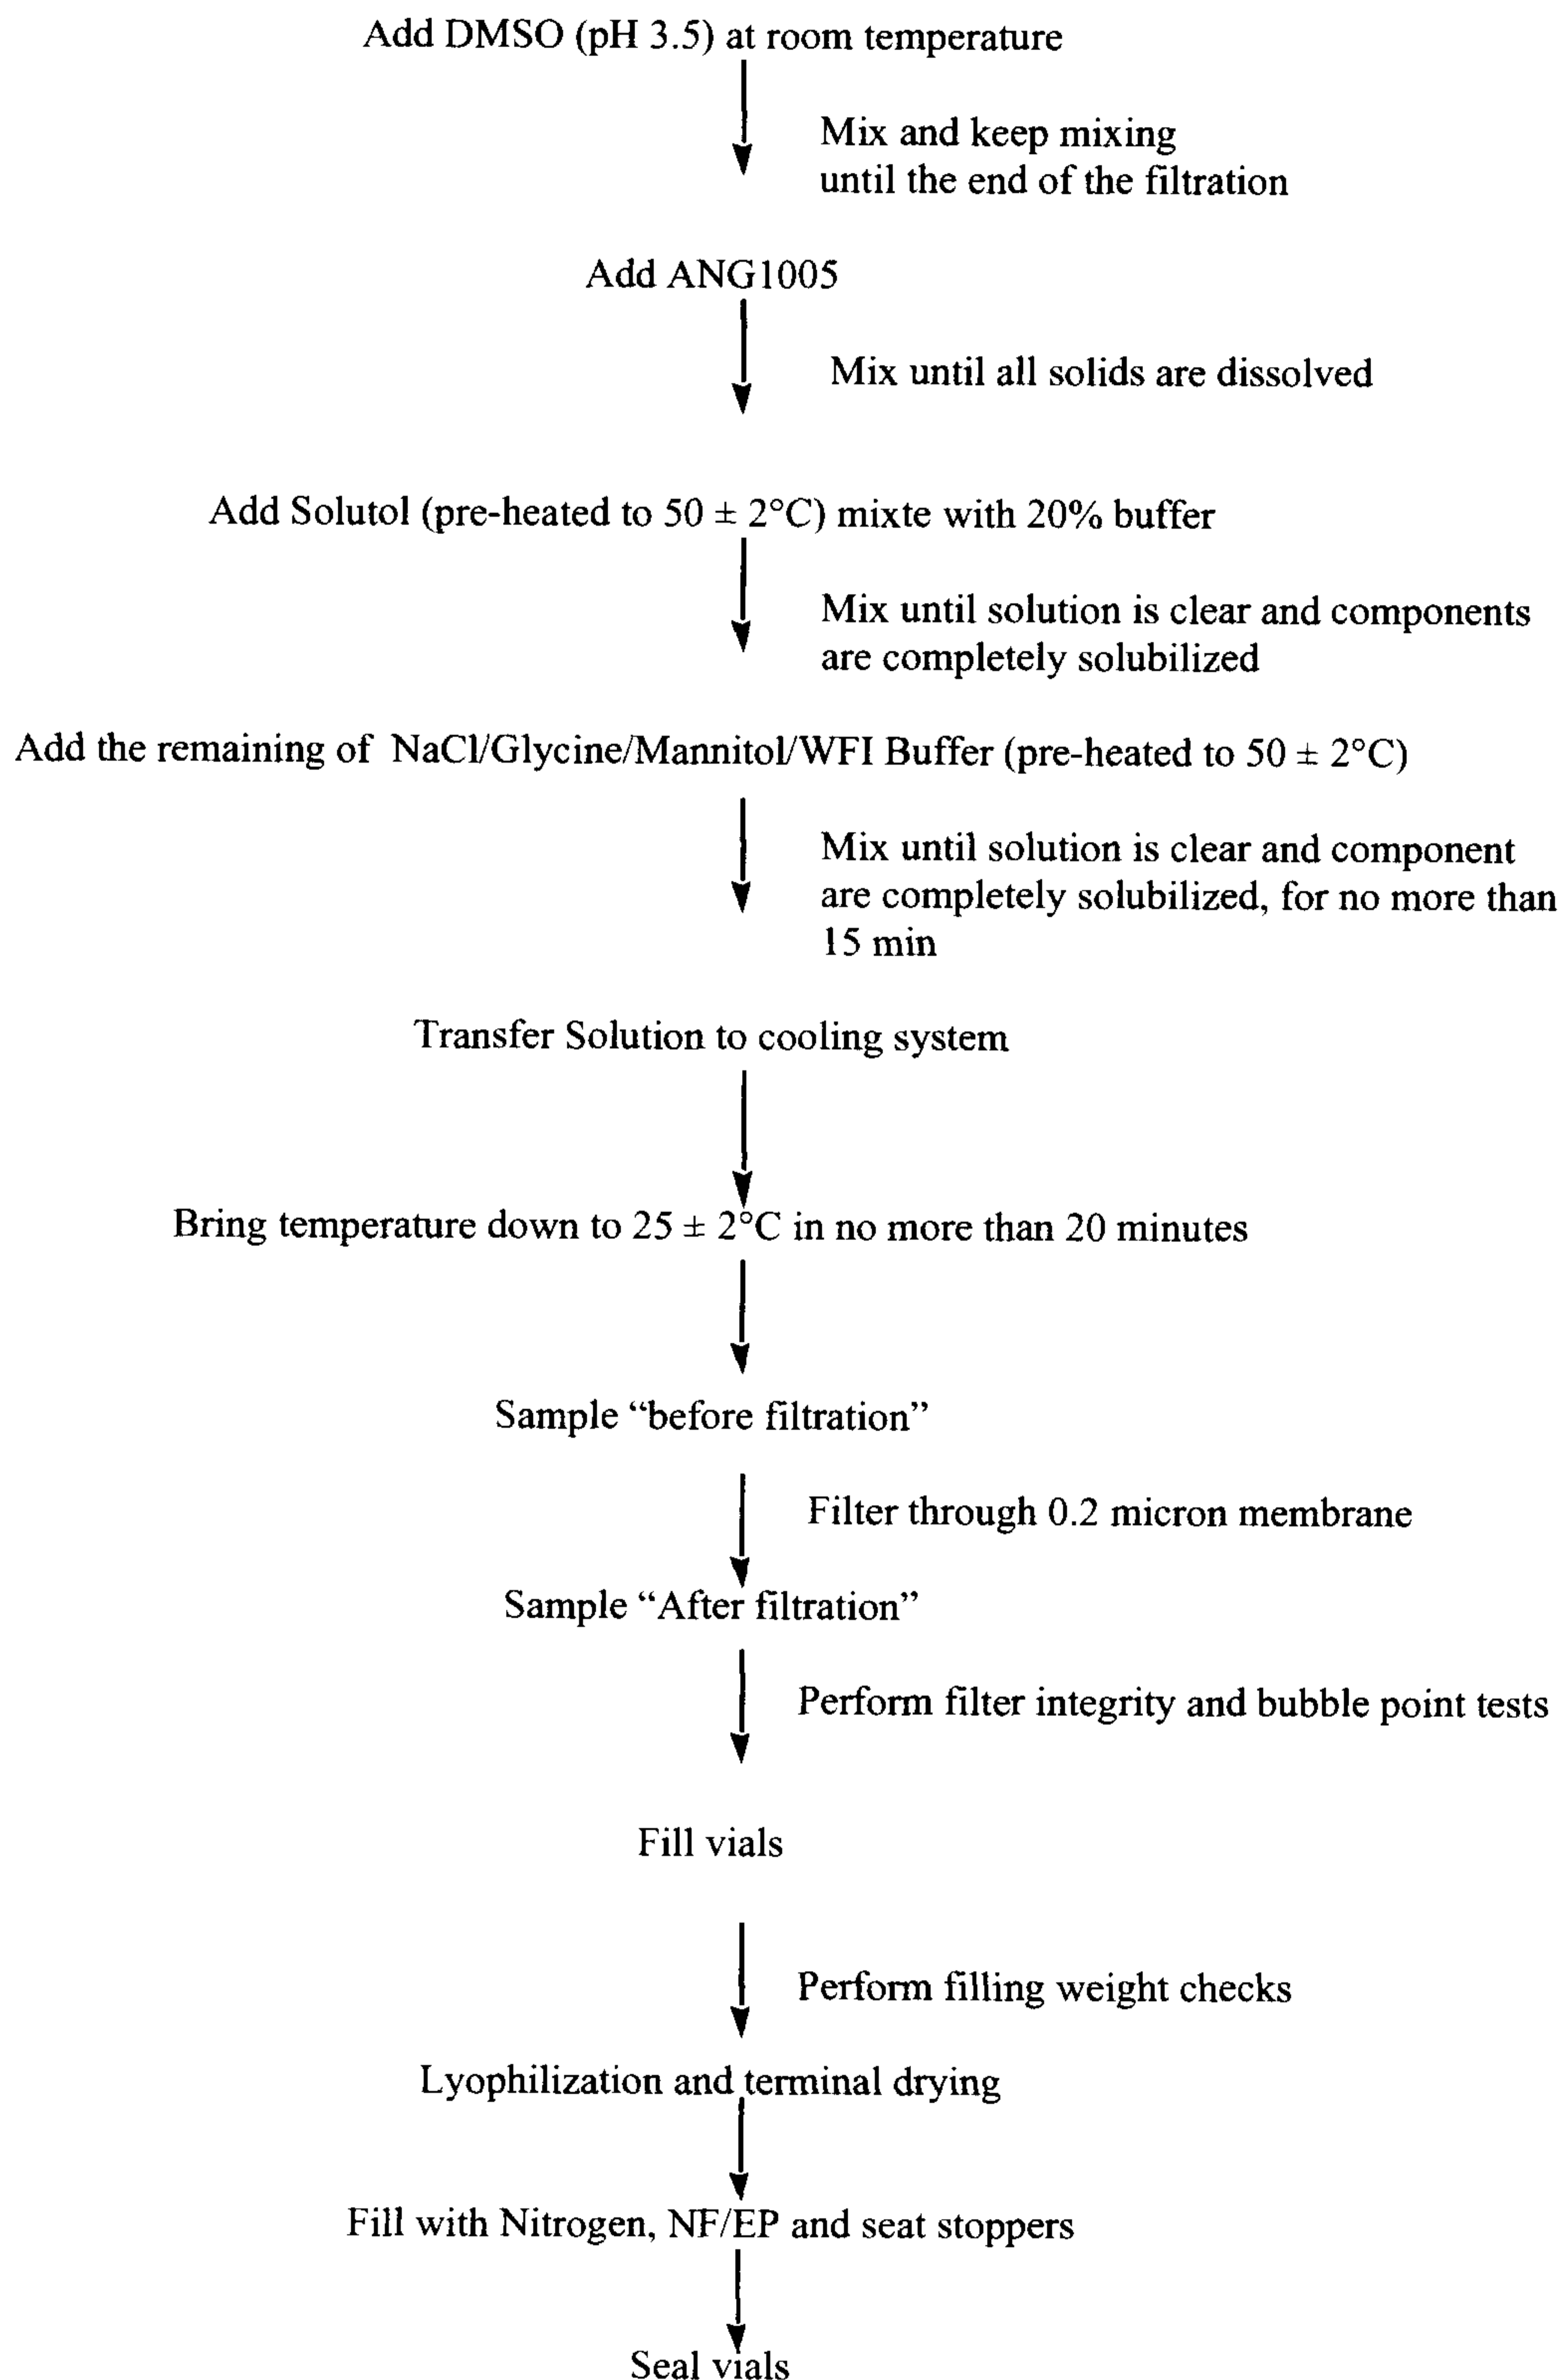 Add DMSO (pH 3.5) at room temperature
Mix and keep mixing
until the end of the filtration
Add ANG1005
Mix until all solids are dissolved
Add Solutol (pre-heated to 50 ± 2°C) mixte with 20% buffer
Mix until solution is clear and components
are completely solubilized
Add the remaining of NaCl/Glycine/Mannitol/WFI Buffer (pre-heated to 50 ± 2°C)
Mix until solution is clear and component
are completely solubilized, for no more than
15 min
Transfer Solution to cooling system
Bring temperature down to 25 ± 2°C in no more than 20 minutes
Sample “before filtration”
Filter through 0.2 micron membrane
Sample “After filtration”
Perform filter integrity and bubble point tests
Fill vials
Perform filling weight checks
Lyophilization and terminal drying
Fill with Nitrogen, NF/EP and seat stoppers
Seal vials